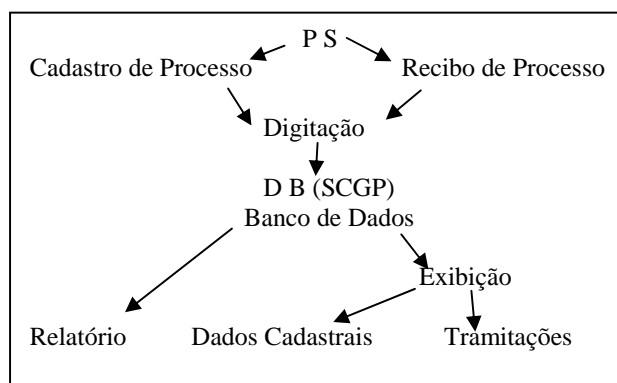 P S
Cadastro de Processo Recibo de Processo
Digitação
D B (SCGP)
Banco de Dados
Exibição
Relatório Dados Cadastrais Tramitações